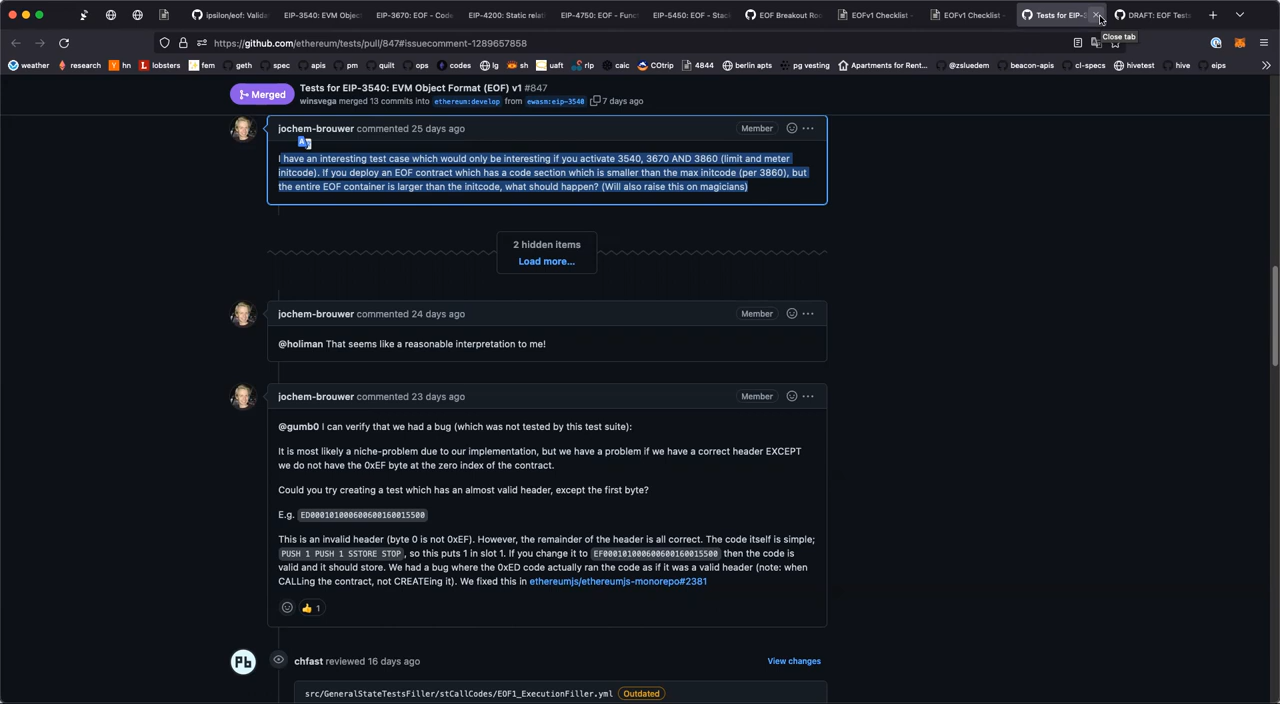 ipsilon/eof: Valida
EIP-3540: EVM Objec
EIP-3670: EOF - Code
EIP-4200: Static relat
EIP-4750: EOF - Func
EIP-5450: EOF - Stac
EOF Breakout Roo
EOFv1 Checklist
EOFv1 Checklist
Tests for EIP-3
DRAFT: EOF Tests
https://github.com/ethereum/tests/pull/847#issuecomment-1289657858
Close tab
weather
research
hn
lobsters
fem
geth
spec
apis
pm
quilt
ops
codes
lg
sh
uaft
rlp
caic
COtrip
4844
berlin apts
pg vesting
Apartments for Rent...
@zsluedem
beacon-apis
cl-specs
hivetest
hive
eips
Merged
Tests for EIP-3540: EVM Object Format (EOF) v1 #847
winsvega merged 13 commits into ethereum:develop from ewasm:eip-3540 7 days ago
jochem-brouwer commented 25 days ago
Member
I have an interesting test case which would only be interesting if you activate 3540, 3670 AND 3860 (limit and meter
initcode). If you deploy an EOF contract which has a code section which is smaller than the max initcode (per 3860), but
the entire EOF container is larger than the initcode, what should happen? (Will also raise this on magicians)
2 hidden items
Load more...
jochem-brouwer commented 24 days ago
Member
@holiman That seems like a reasonable interpretation to me!
jochem-brouwer commented 23 days ago
Member
@gumb0 I can verify that we had a bug (which was not tested by this test suite):
It is most likely a niche-problem due to our implementation, but we have a problem if we have a correct header EXCEPT
we do not have the 0xEF byte at the zero index of the contract.
Could you try creating a test which has an almost valid header, except the first byte?
E.g. ED000101000600600160015500
This is an invalid header (byte 0 is not 0xEF). However, the remainder of the header is all correct. The code itself is simple;
PUSH 1 PUSH 1 SSTORE STOP, so this puts 1 in slot 1. If you change it to EF000101000600600160015500 then the code is
valid and it should store. We had a bug where the 0xED code actually ran the code as if it was a valid header (note: when
CALLing the contract, not CREATEing it). We fixed this in ethereumjs/ethereumjs-monorepo#2381
1
Pb
chfast reviewed 16 days ago
View changes
src/GeneralStateTestsFiller/stCallCodes/EOF1_ExecutionFiller.yml Outdated